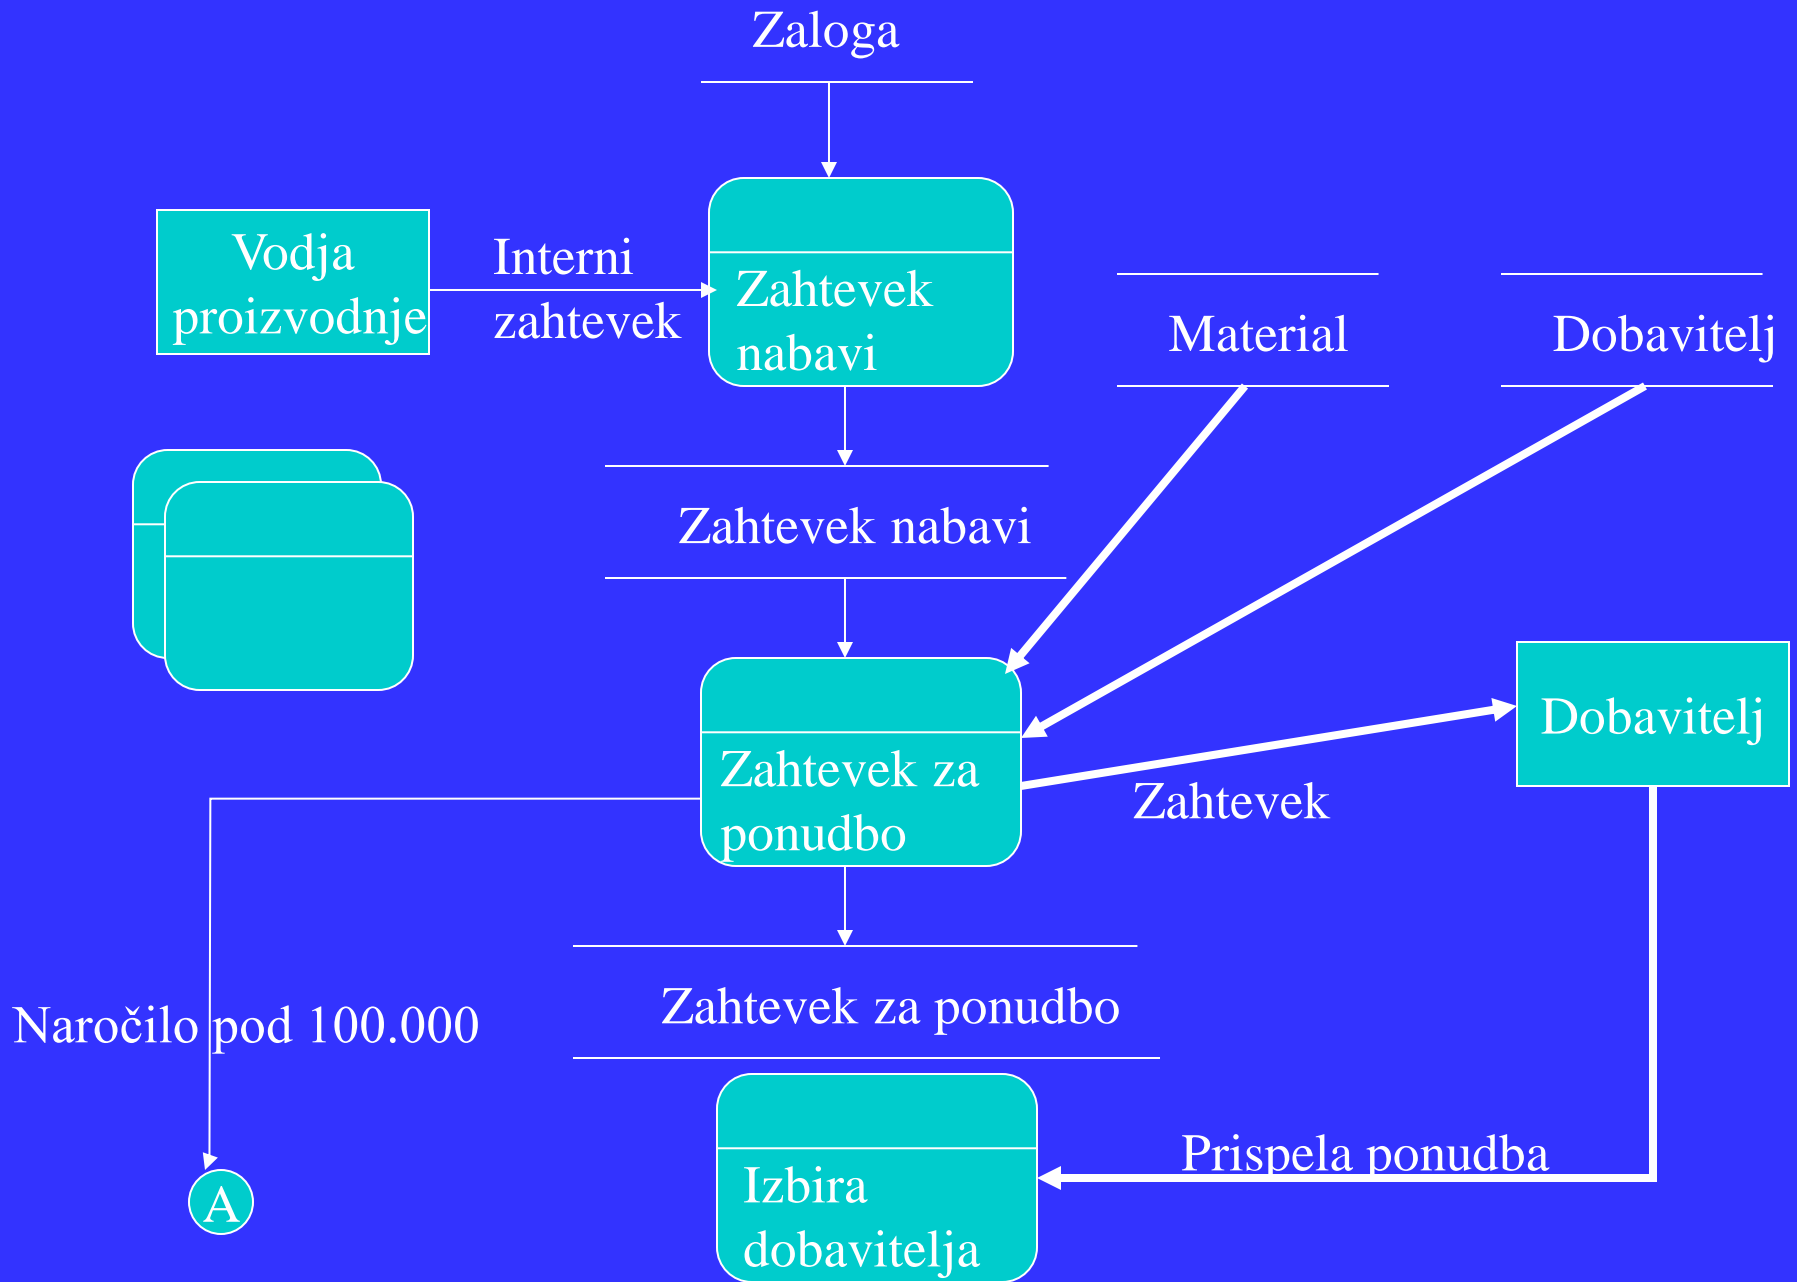 Zaloga
Vodja
proizvodnje
Interni
zahtevek
Zahtevek
nabavi
Material
Dobavitelj
Zahtevek nabavi
Zahtevek za
ponudbo
Dobavitelj
Zahtevek
Zahtevek za ponudbo
Naročilo pod 100.000
Prispela ponudba
Izbira
dobavitelja
A